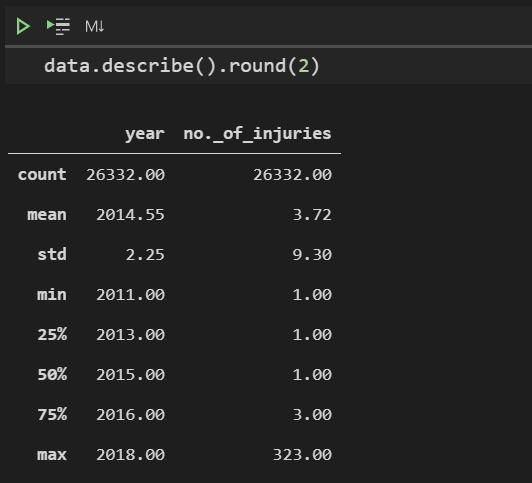 M↓
data.describe().round(2)
year no._of_injuries
count 26332.00 26332.00
mean 2014.55 3.72
std 2.25 9.30
min 2011.00 1.00
25% 2013.00 1.00
50% 2015.00 1.00
75% 2016.00 3.00
max 2018.00 323.00